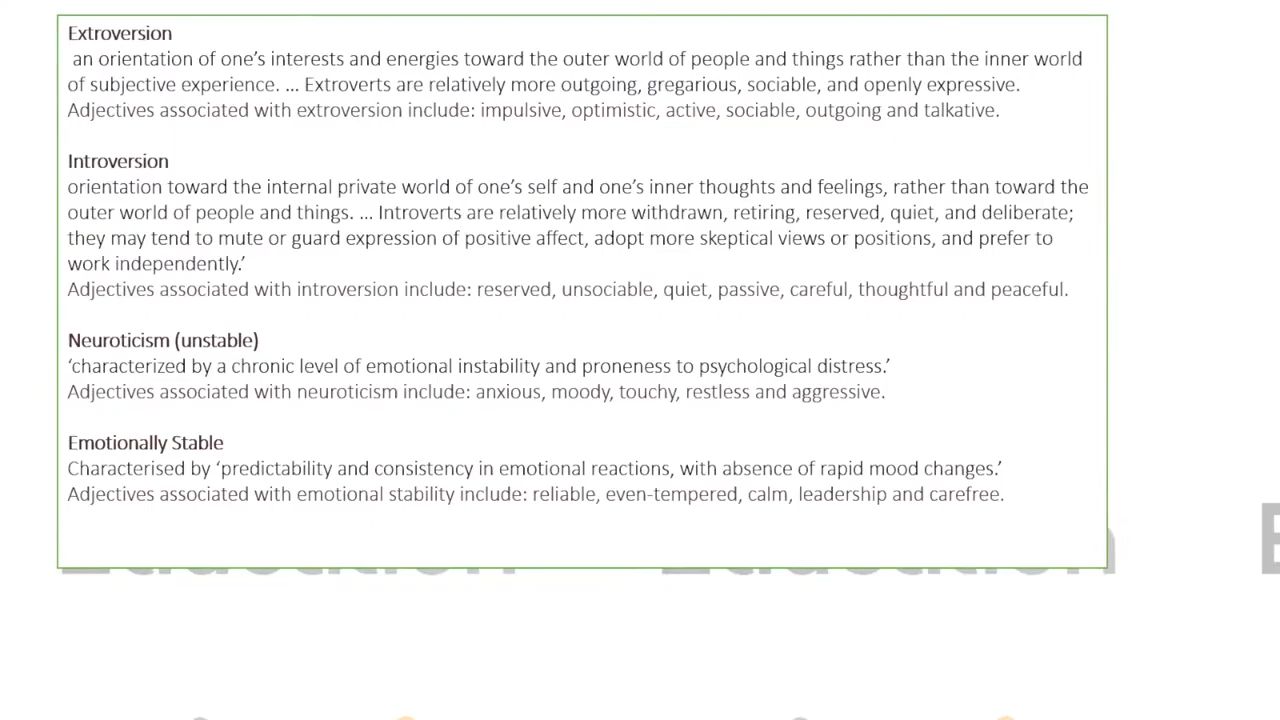 Extroversion
an orientation of one’s interests and energies toward the outer world of people and things rather than the inner world
of subjective experience. ... Extroverts are relatively more outgoing, gregarious, sociable, and openly expressive.
Adjectives associated with extroversion include: impulsive, optimistic, active, sociable, outgoing and talkative.
Introversion
orientation toward the internal private world of one’s self and one’s inner thoughts and feelings, rather than toward the
outer world of people and things. ... Introverts are relatively more withdrawn, retiring, reserved, quiet, and deliberate;
they may tend to mute or guard expression of positive affect, adopt more skeptical views or positions, and prefer to
work independently.’
Adjectives associated with introversion include: reserved, unsociable, quiet, passive, careful, thoughtful and peaceful.
Neuroticism (unstable)
‘characterized by a chronic level of emotional instability and proneness to psychological distress.’
Adjectives associated with neuroticism include: anxious, moody, touchy, restless and aggressive.
Emotionally Stable
Characterised by ‘predictability and consistency in emotional reactions, with absence of rapid mood changes.’
Adjectives associated with emotional stability include: reliable, even-tempered, calm, leadership and carefree.